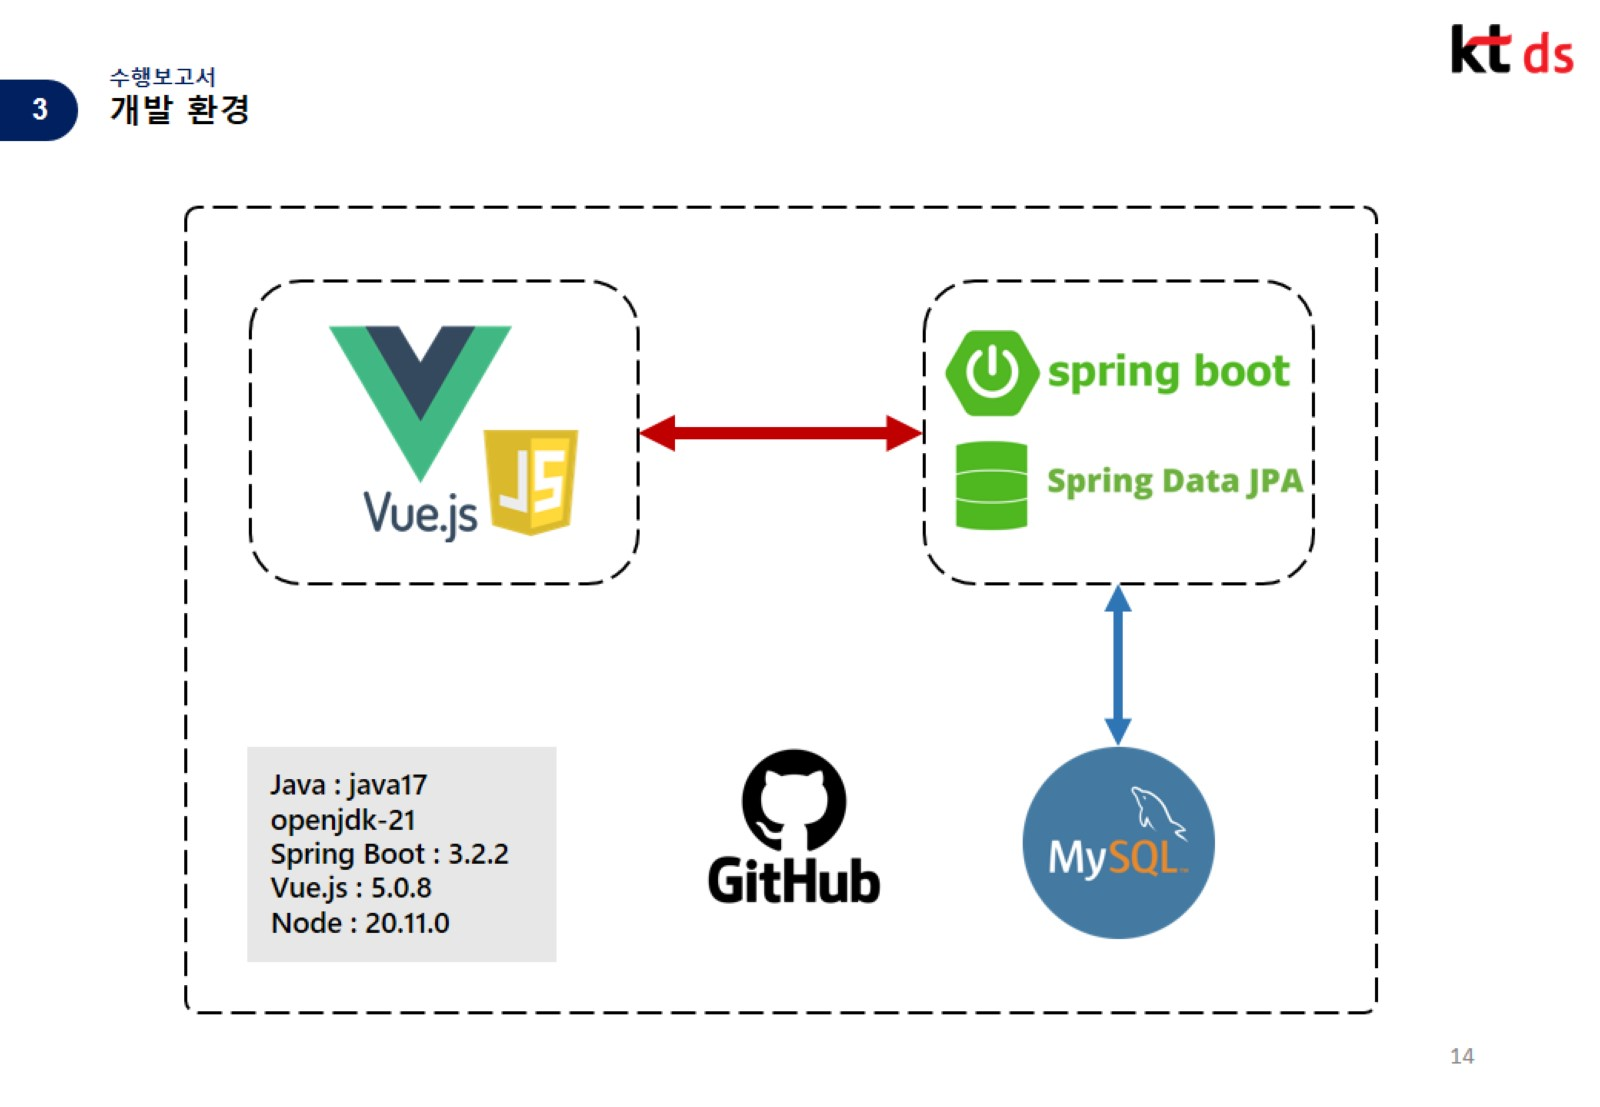 kt ds
수행보고서
3
개발 환경
Vue.js
JS
spring boot
Spring Data JPA
Java : java17
openjdk-21
Spring Boot : 3.2.2
Vue.js : 5.0.8
Node : 20.11.0
GitHub
MySQL™
14